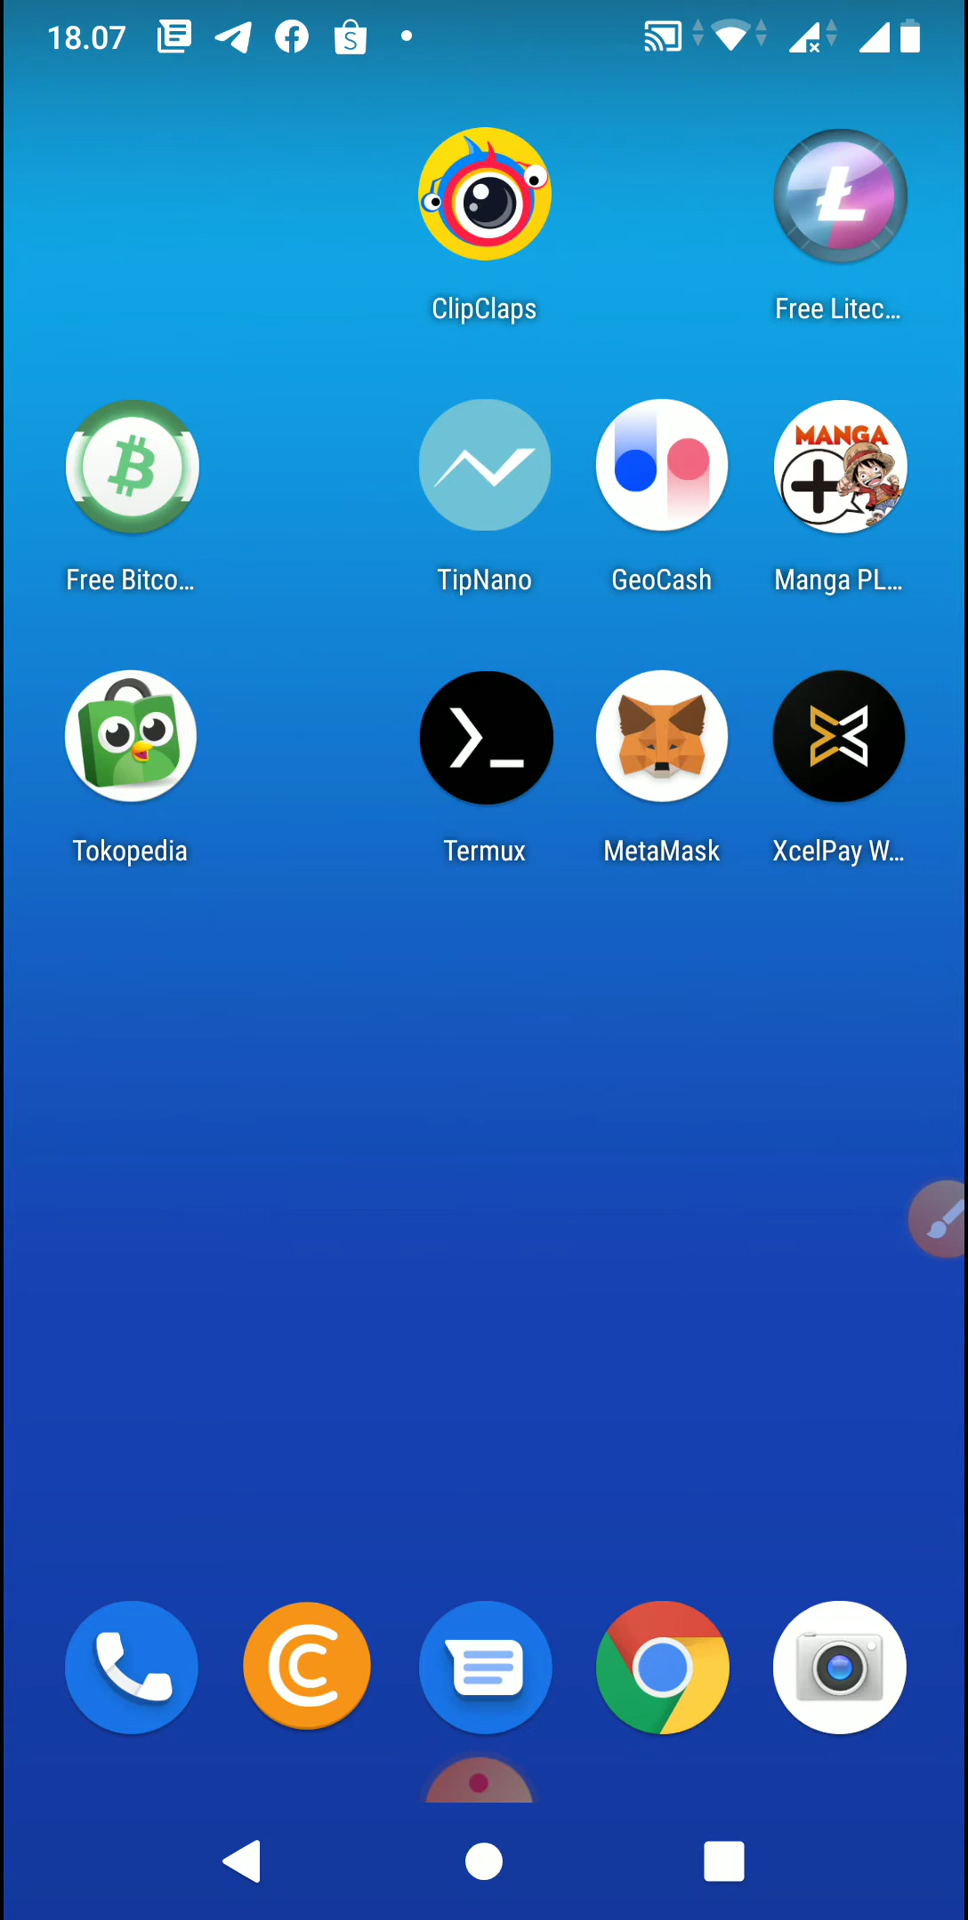 18.07
ClipClaps
Free Litec...
Free Bitco...
TipNano
GeoCash
MANGA
Manga PL...
Tokopedia
Termux
MetaMask
XcelPay W...